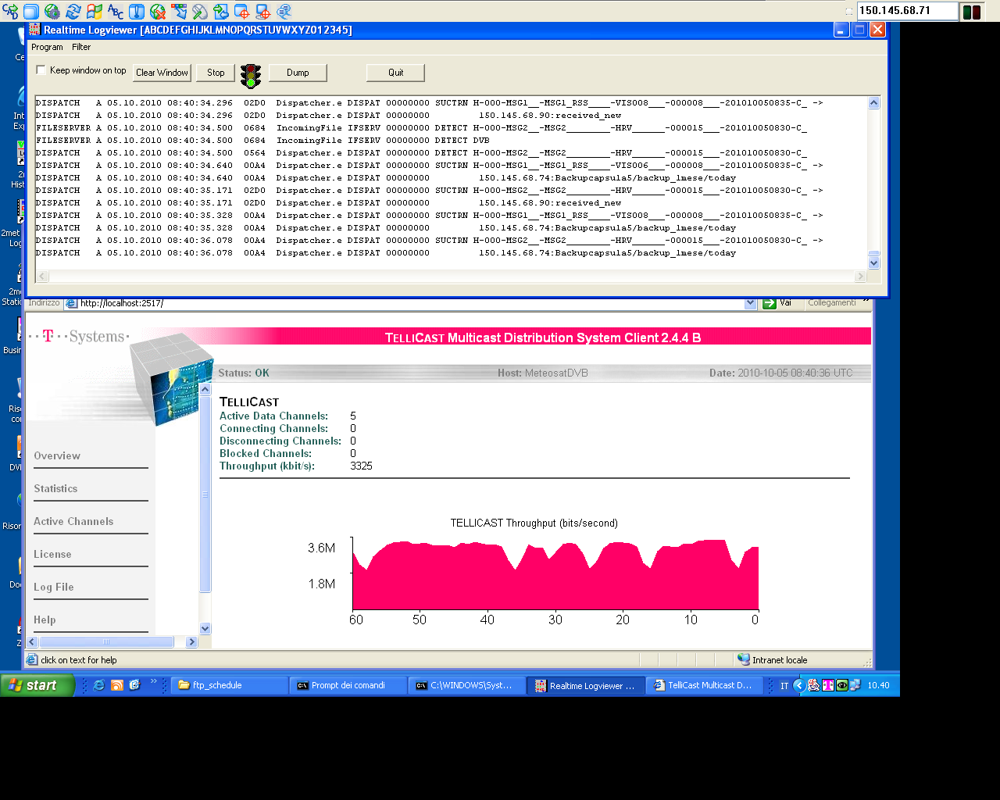 150.145.68.71
Realtime Logviewer [ABCDEFGHIJKLMNOPQRSTUVWXYZ012345]
Program Filter
Keep window on top Clear Window Stop Dump Quit
DISPATCH A 05.10.2010 08:40:34.296 02D0 Dispatcher.e DISPAT 00000000 SUCTRN H-000-MSG1__-MSG1_RSS____-VIS008___-000008___-201010050835-C_ ->
DISPATCH A 05.10.2010 08:40:34.296 02D0 Dispatcher.e DISPAT 00000000 150.145.68.90:received_new
FILESERVER A 05.10.2010 08:40:34.500 0684 IncomingFile IFSERV 00000000 DETECT H-000-MSG2__-MSG2________-HRV______-000015___-201010050830-C_
FILESERVER A 05.10.2010 08:40:34.500 0684 IncomingFile IFSERV 00000000 DETECT DVB
DISPATCH A 05.10.2010 08:40:34.500 0564 Dispatcher.e DISPAT 00000000 DETECT H-000-MSG2__-MSG2________-HRV______-000015___-201010050830-C_
DISPATCH A 05.10.2010 08:40:34.640 00A4 Dispatcher.e DISPAT 00000000 SUCTRN H-000-MSG1__-MSG1_RSS____-VIS006___-000008___-201010050835-C_ ->
DISPATCH A 05.10.2010 08:40:34.640 00A4 Dispatcher.e DISPAT 00000000 150.145.68.74:Backupcapsula5/backup_lmese/today
DISPATCH A 05.10.2010 08:40:35.171 02D0 Dispatcher.e DISPAT 00000000 SUCTRN H-000-MSG2__-MSG2________-HRV______-000015___-201010050830-C_ ->
DISPATCH A 05.10.2010 08:40:35.171 02D0 Dispatcher.e DISPAT 00000000 150.145.68.90:received_new
DISPATCH A 05.10.2010 08:40:35.328 00A4 Dispatcher.e DISPAT 00000000 SUCTRN H-000-MSG1__-MSG1_RSS____-VIS008___-000008___-201010050835-C_ ->
DISPATCH A 05.10.2010 08:40:35.328 00A4 Dispatcher.e DISPAT 00000000 150.145.68.74:Backupcapsula5/backup_lmese/today
DISPATCH A 05.10.2010 08:40:36.078 00A4 Dispatcher.e DISPAT 00000000 SUCTRN H-000-MSG2__-MSG2________-HRV______-000015___-201010050830-C_ ->
DISPATCH A 05.10.2010 08:40:36.078 00A4 Dispatcher.e DISPAT 00000000 150.145.68.74:Backupcapsula5/backup_lmese/today
Indirizzo http://localhost:2517/ Vai Collegamenti
T Systems
TELLICAST Multicast Distribution System Client 2.4.4 B
Status: OK Host: MeteosatDVB Date: 2010-10-05 08:40:36 UTC
TELLICAST
Active Data Channels: 5
Connecting Channels: 0
Disconnecting Channels: 0
Blocked Channels: 0
Throughput (kbit/s): 3325
Overview
Statistics
Active Channels
License
Log File
Help
TELLICAST Throughput (bits/second)
3.6M
1.8M
60 50 40 30 20 10 0
click on text for help Intranet locale
start ftp_schedule Prompt dei comandi C:\WINDOWS\Syst... Realtime Logviewer ... TelliCast Multicast D... IT 10.40